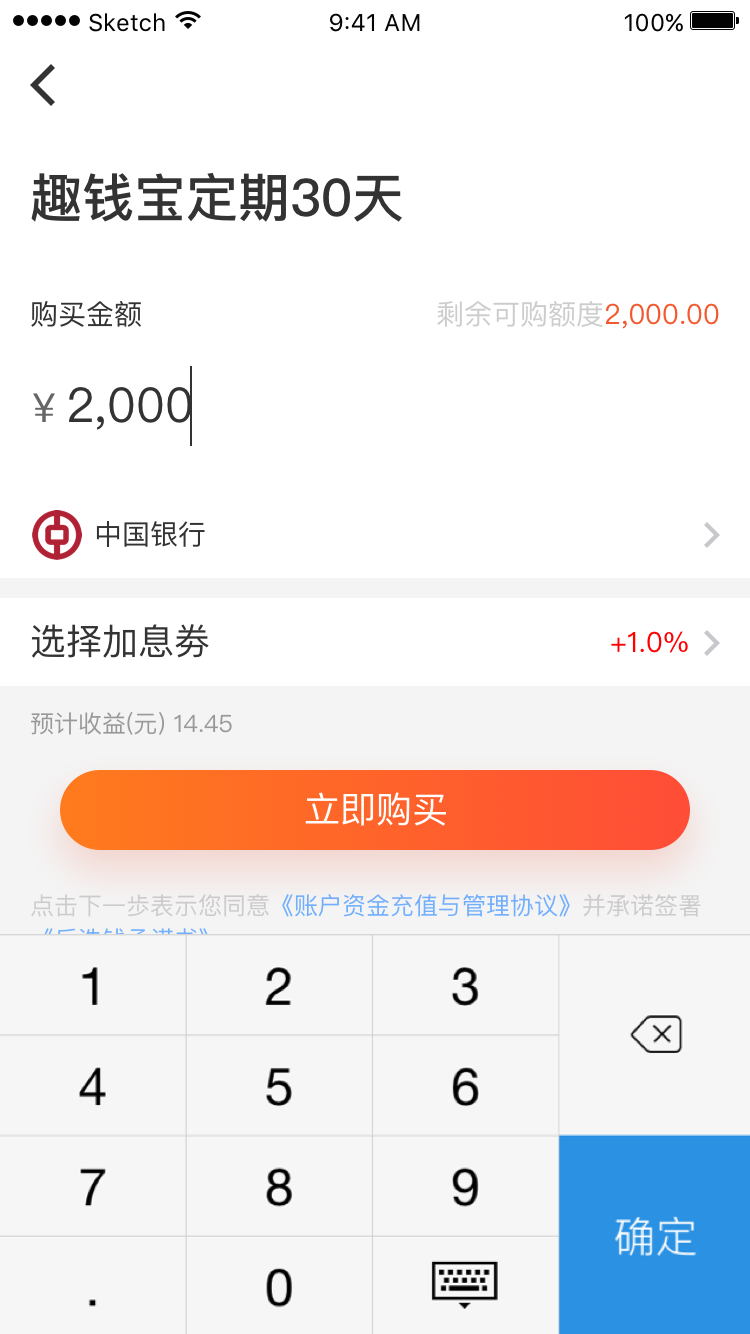 Sketch 9:41 AM 100%
趣钱宝定期30天
购买金额 剩余可购额度2,000.00
¥ 2,000
中国银行
选择加息劵 +1.0%
预计收益(元) 14.45
立即购买
点击下一步表示您同意《账户资金充值与管理协议》并承诺签署
1 2 3
4 5 6
7 8 9
确定
. 0